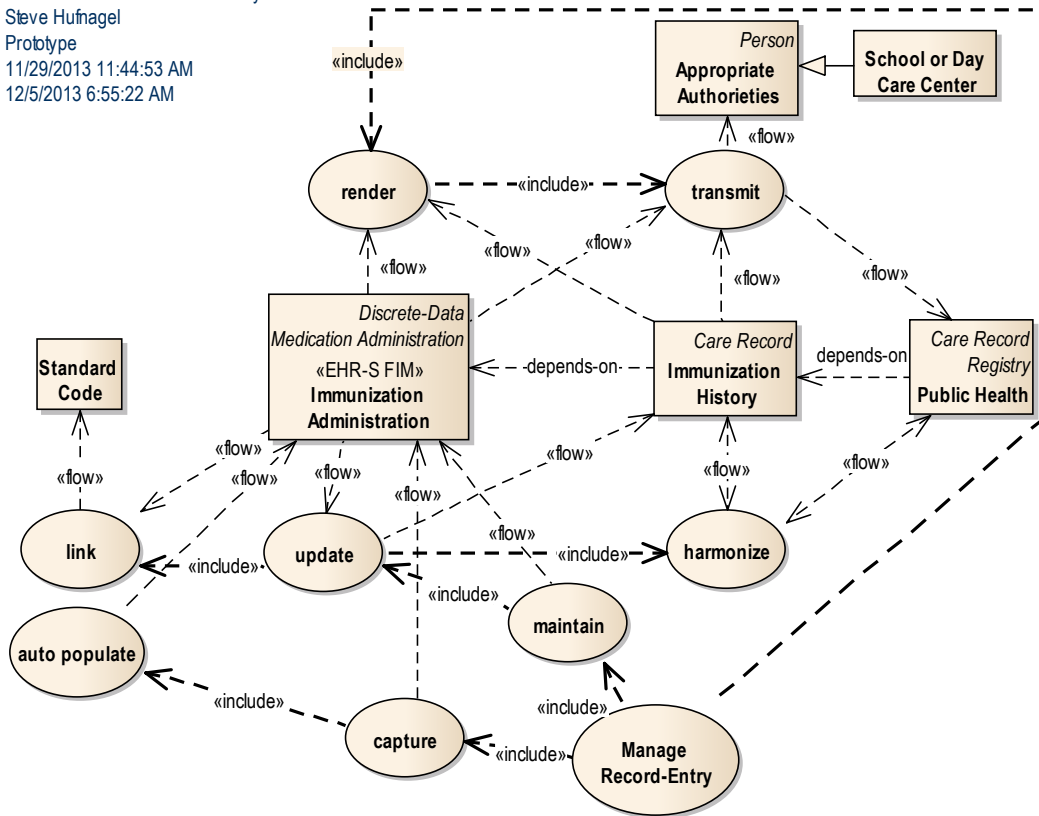 Steve Hufnagel
Prototype
11/29/2013 11:44:53 AM
12/5/2013 6:55:22 AM
«include»
Person
Appropriate
Authorieties
School or Day
Care Center
«flow»
render
«include»
transmit
«flow»
«flow»
«flow»
«flow»
«flow»
Discrete-Data
Medication Administration
«EHR-S FIM»
Immunization
Administration
Standard
Code
depends-on
Care Record
Immunization
History
depends-on
Care Record
Registry
Public Health
«flow»
«flow»
«flow»
«flow»
«flow»
«flow»
«flow»
«flow»
«flow»
link
«include»
update
«include»
harmonize
«include»
maintain
auto populate
«include»
«include»
capture
«include»
Manage
Record-Entry